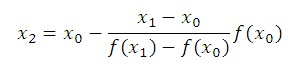 x₂ = x₀ − (x₁ − x₀)/(f(x₁) − f(x₀)) f(x₀)